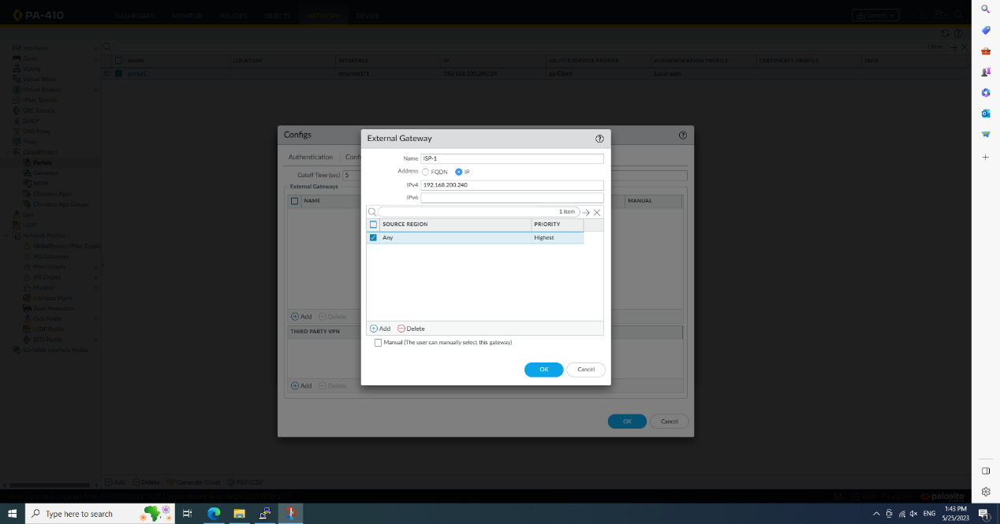 PA-410
DASHBOARD MONITOR POLICIES OBJECTS NETWORK DEVICE
Commit
Interfaces
Zones
VLANs
Virtual Wires
Virtual Routers
IPSec Tunnels
GRE Tunnels
DHCP
DNS Proxy
Proxy
GlobalProtect
Portals
Gateways
MDM
Clientless Apps
Clientless App Groups
QoS
LLDP
Network Profiles
GlobalProtect IPSec Crypto
IKE Gateways
IPSec Crypto
IKE Crypto
Monitor
Interface Mgmt
Zone Protection
QoS Profile
LLDP Profile
BFD Profile
SD-WAN Interface Profile
1 item
NAME LOCATION INTERFACE IP SSL/TLS SERVICE PROFILE AUTHENTICATION PROFILE CERTIFICATE PROFILE INFO
ethernet1/1 192.168.100.240/24 gp-Client Local-auth
Configs
Authentication
Cutoff Time (sec) 5
External Gateways
NAME MANUAL
Add Delete
THIRD PARTY VPN
Add Delete
OK Cancel
External Gateway
Name ISP-1
Address FQDN IP
IPv4 192.168.200.240
IPv6
1 item
SOURCE REGION PRIORITY
Any Highest
Add Delete
Manual (The user can manually select this gateway)
OK Cancel
Add Delete Generate Ticket PDF/CSV
paloalto
Type here to search
ENG
1:43 PM
5/25/2023
1